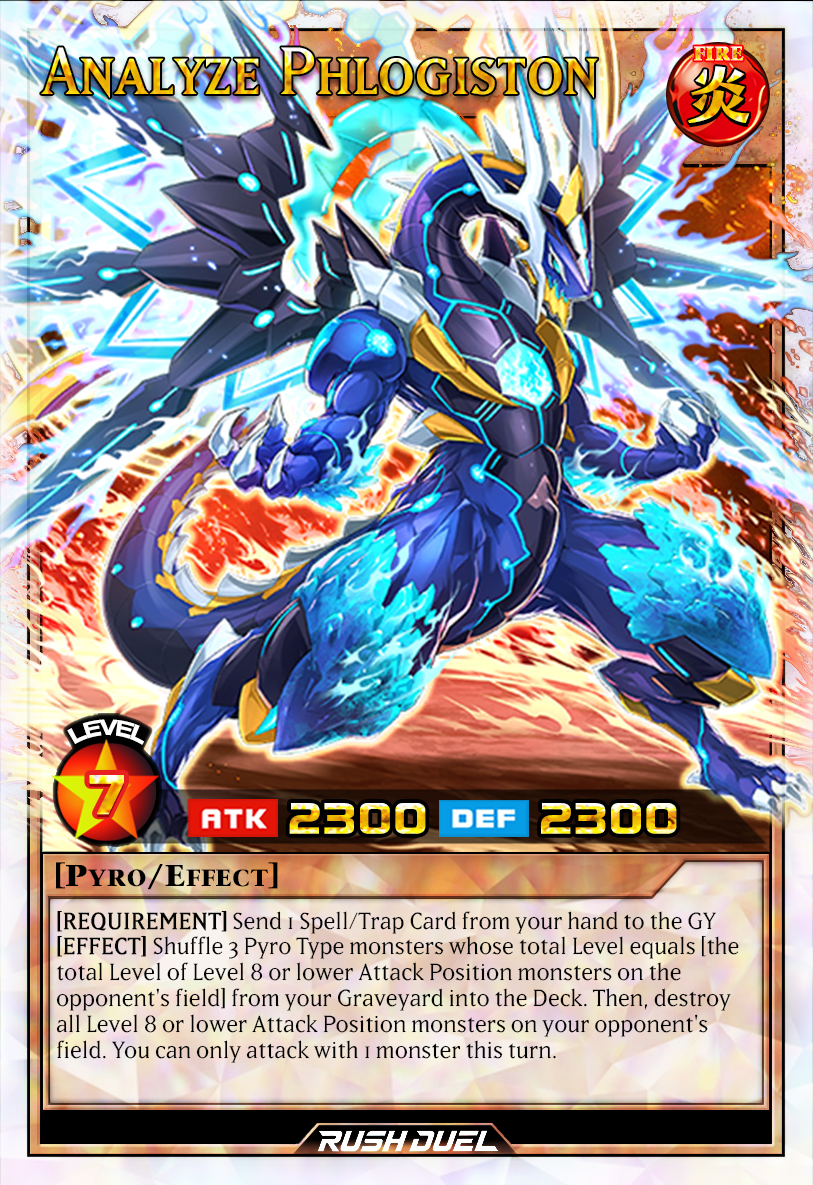 Analyze Phlogiston
FIRE
炎
LEVEL
7
ATK 2300 DEF 2300
[Pyro/Effect]
[REQUIREMENT] Send 1 Spell/Trap Card from your hand to the GY
[EFFECT] Shuffle 3 Pyro Type monsters whose total Level equals [the
total Level of Level 8 or lower Attack Position monsters on the
opponent's field] from your Graveyard into the Deck. Then, destroy
all Level 8 or lower Attack Position monsters on your opponent's
field. You can only attack with 1 monster this turn.
RUSH DUEL